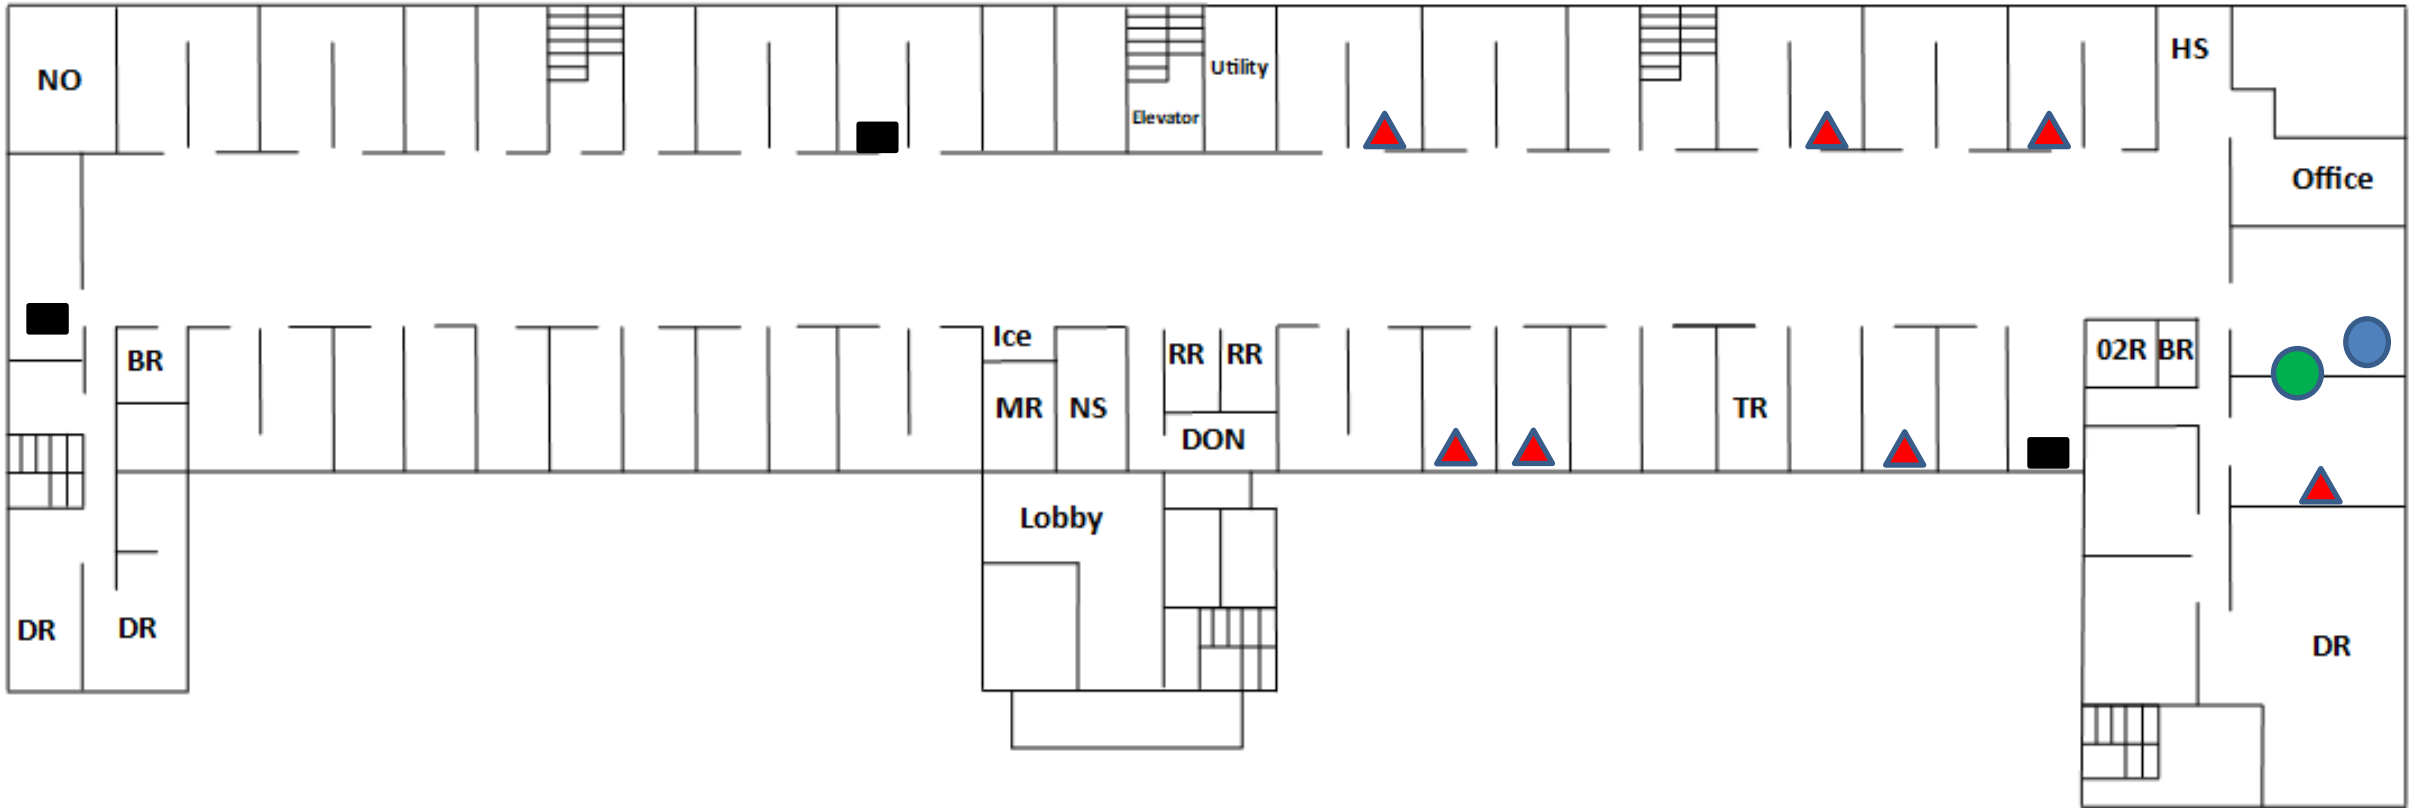 NO
HS
Utility
Elevator
Office
Ice
BR
RR RR
02R BR
MR NS
TR
DON
Lobby
DR DR
DR